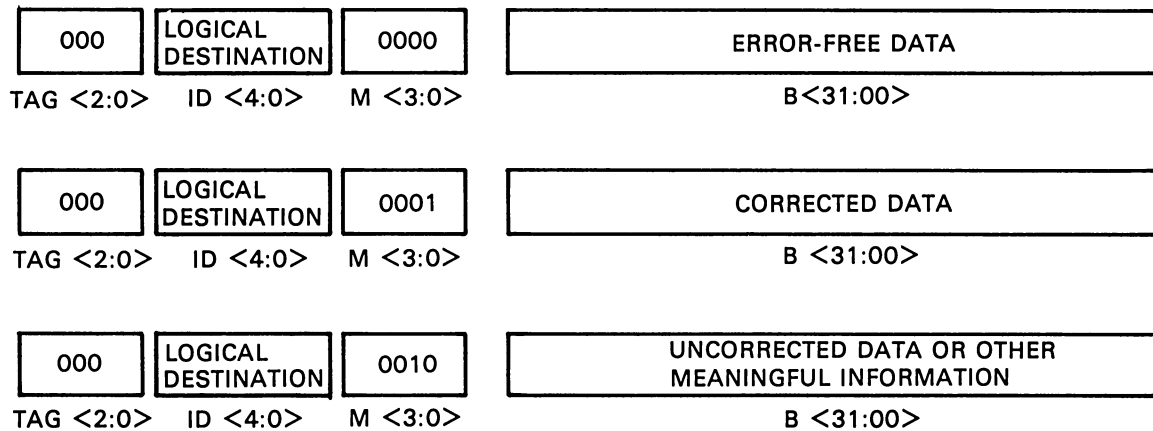 000 LOGICAL DESTINATION 0000 ERROR-FREE DATA
TAG <2:0> ID <4:0> M <3:0> B<31:00>
000 LOGICAL DESTINATION 0001 CORRECTED DATA
TAG <2:0> ID <4:0> M <3:0> B <31:00>
000 LOGICAL DESTINATION 0010 UNCORRECTED DATA OR OTHER MEANINGFUL INFORMATION
TAG <2:0> ID <4:0> M <3:0> B <31:00>